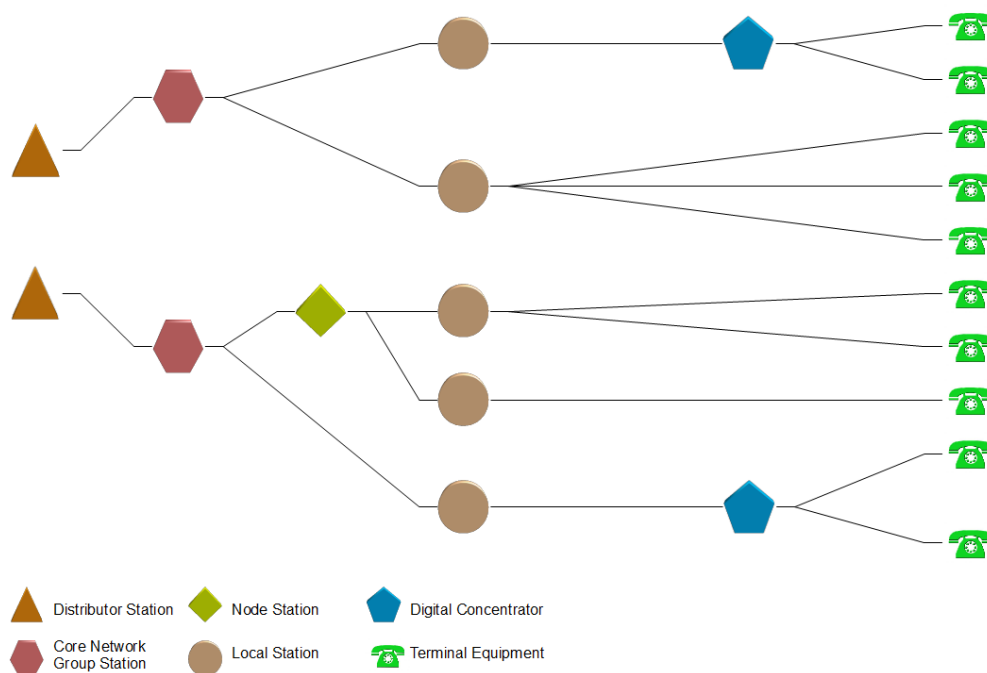 Distributor Station
Node Station
Digital Concentrator
Core Network
Group Station
Local Station
Terminal Equipment